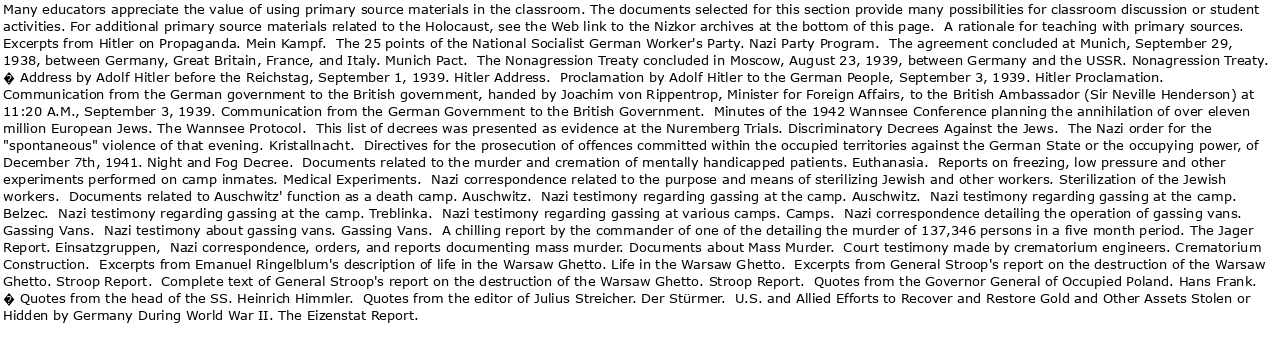 Many educators appreciate the value of using primary source materials in the classroom. The documents selected for this section provide many possibilities for classroom discussion or student
activities. For additional primary source materials related to the Holocaust, see the Web link to the Nizkor archives at the bottom of this page.  A rationale for teaching with primary sources.
Excerpts from Hitler on Propaganda. Mein Kampf.  The 25 points of the National Socialist German Worker's Party. Nazi Party Program.  The agreement concluded at Munich, September 29,
1938, between Germany, Great Britain, France, and Italy. Munich Pact.  The Nonagression Treaty concluded in Moscow, August 23, 1939, between Germany and the USSR. Nonagression Treaty.
� Address by Adolf Hitler before the Reichstag, September 1, 1939. Hitler Address.  Proclamation by Adolf Hitler to the German People, September 3, 1939. Hitler Proclamation.
Communication from the German government to the British government, handed by Joachim von Rippentrop, Minister for Foreign Affairs, to the British Ambassador (Sir Neville Henderson) at
11:20 A.M., September 3, 1939. Communication from the German Government to the British Government.  Minutes of the 1942 Wannsee Conference planning the annihilation of over eleven
million European Jews. The Wannsee Protocol.  This list of decrees was presented as evidence at the Nuremberg Trials. Discriminatory Decrees Against the Jews.  The Nazi order for the
"spontaneous" violence of that evening. Kristallnacht.  Directives for the prosecution of offences committed within the occupied territories against the German State or the occupying power, of
December 7th, 1941. Night and Fog Decree.  Documents related to the murder and cremation of mentally handicapped patients. Euthanasia.  Reports on freezing, low pressure and other
experiments performed on camp inmates. Medical Experiments.  Nazi correspondence related to the purpose and means of sterilizing Jewish and other workers. Sterilization of the Jewish
workers.  Documents related to Auschwitz' function as a death camp. Auschwitz.  Nazi testimony regarding gassing at the camp. Auschwitz.  Nazi testimony regarding gassing at the camp.
Belzec.  Nazi testimony regarding gassing at the camp. Treblinka.  Nazi testimony regarding gassing at various camps. Camps.  Nazi correspondence detailing the operation of gassing vans.
Gassing Vans.  Nazi testimony about gassing vans. Gassing Vans.  A chilling report by the commander of one of the detailing the murder of 137,346 persons in a five month period. The Jager
Report. Einsatzgruppen,  Nazi correspondence, orders, and reports documenting mass murder. Documents about Mass Murder.  Court testimony made by crematorium engineers. Crematorium
Construction.  Excerpts from Emanuel Ringelblum's description of life in the Warsaw Ghetto. Life in the Warsaw Ghetto.  Excerpts from General Stroop's report on the destruction of the Warsaw
Ghetto. Stroop Report.  Complete text of General Stroop's report on the destruction of the Warsaw Ghetto. Stroop Report.  Quotes from the Governor General of Occupied Poland. Hans Frank.
� Quotes from the head of the SS. Heinrich Himmler.  Quotes from the editor of Julius Streicher. Der Stürmer.  U.S. and Allied Efforts to Recover and Restore Gold and Other Assets Stolen or
Hidden by Germany During World War II. The Eizenstat Report.